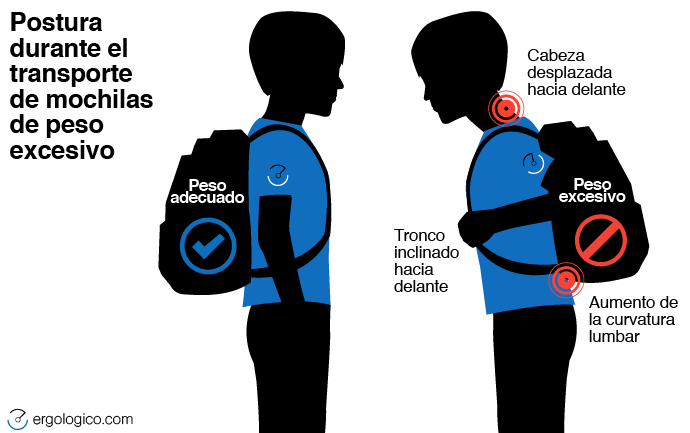 Postura
durante el
transporte
de mochilas
de peso
excesivo
Peso
adecuado
Cabeza
desplazada
hacia delante
Peso
excesivo
Tronco
inclinado
hacia
delante
Aumento de
la curvatura
lumbar
ergologico.com